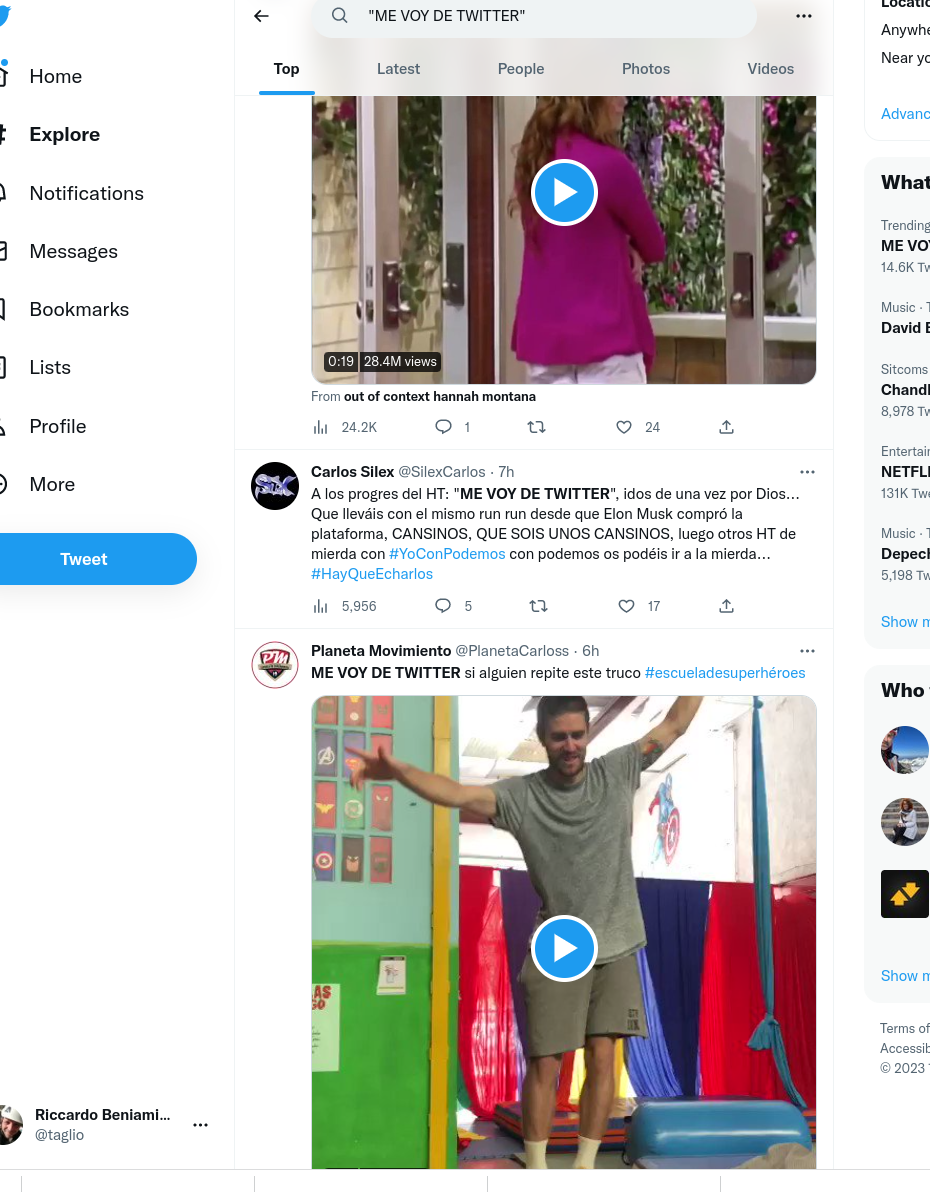 "ME VOY DE TWITTER"
Top
Latest
People
Photos
Videos
Home
Explore
Notifications
Messages
Bookmarks
Lists
Profile
More
Tweet
Riccardo Beniami...
@taglio
0:19
28.4M views
From out of context hannah montana
24.2K
1
24
Carlos Silex @SilexCarlos · 7h
A los progres del HT: "ME VOY DE TWITTER", idos de una vez por Dios...
Que lleváis con el mismo run run desde que Elon Musk compró la
plataforma, CANSINOS, QUE SOIS UNOS CANSINOS, luego otros HT de
mierda con #YoConPodemos con podemos os podéis ir a la mierda...
#HayQueEcharlos
5,956
5
17
Planeta Movimiento @PlanetaCarloss · 6h
ME VOY DE TWITTER si alguien repite este truco #escueladesuperhéroes
Locatio
Anywhe
Near yo
Advanc
What
Trending
ME VOY
14.6K Tw
Music · T
David B
Sitcoms
Chandl
8,978 Tw
Entertain
NETFLI
131K Twe
Music · T
Depech
5,198 Tw
Show m
Who
Show m
Terms of
Accessib
© 2023